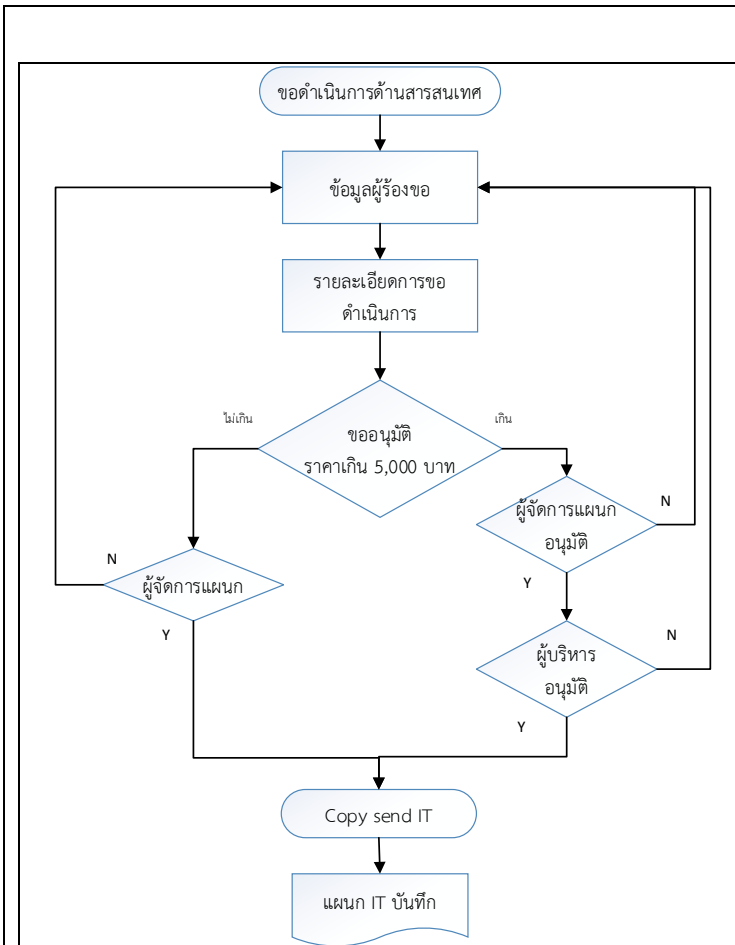 ขอดำเนินการด้านสารสนเทศ
ข้อมูลผู้ร้องขอ
รายละเอียดการขอ
ดำเนินการ
ไม่เกิน
เกิน
ขออนุมัติ
ราคาเกิน 5,000 บาท
ผู้จัดการแผนก
อนุมัติ
N
Y
N
ผู้จัดการแผนก
Y
ผู้บริหาร
อนุมัติ
N
Y
Copy send IT
แผนก IT บันทึก